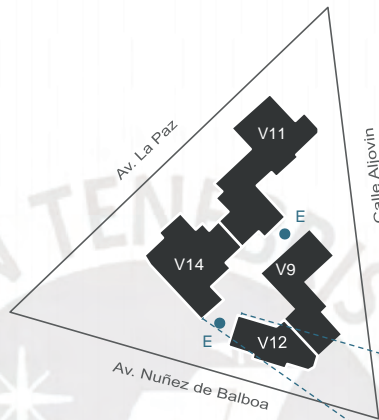 V11
Av. La Paz
Calle Aljovin
E
V14
V9
E
V12
Av. Nuñez de Balboa